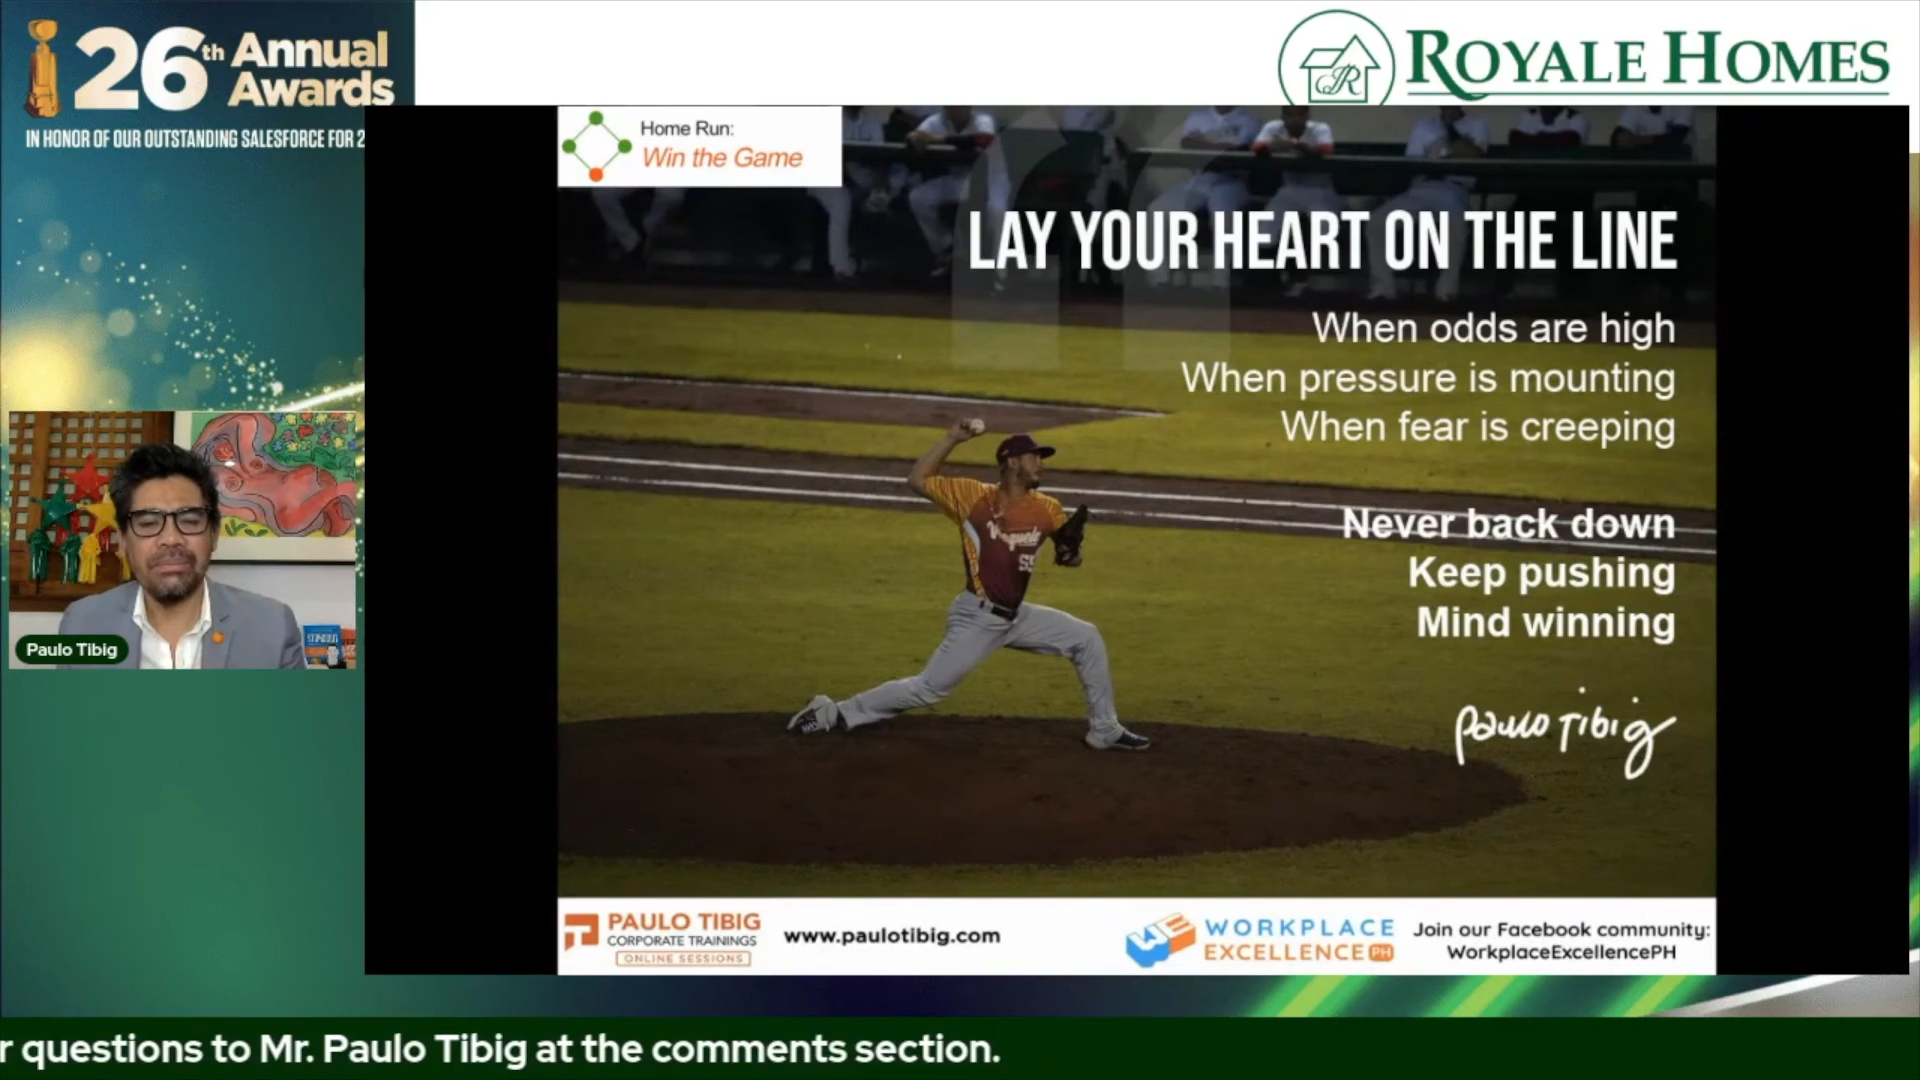 26th Annual
Awards
IN HONOR OF OUR OUTSTANDING SALESFORCE FOR 2
ROYALE HOMES
R
Home Run:
Win the Game
LAY YOUR HEART ON THE LINE
When odds are high
When pressure is mounting
When fear is creeping
Never back down
Keep pushing
Mind winning
Paulo Tibig
55
Paulo Tibig
PAULO TIBIG
CORPORATE TRAININGS
ONLINE SESSIONS
www.paulotibig.com
WE
WORKPLACE
EXCELLENCE PH
Join our Facebook community:
WorkplaceExcellencePH
r questions to Mr. Paulo Tibig at the comments section.